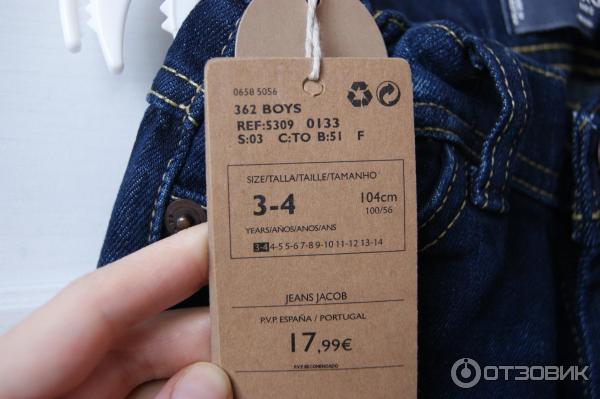 0658 5056
362 BOYS
REF:5309 0133
S:03 C:TO B:51 F
SIZE/TALLA/TAILLE/TAMANHO
3-4 104cm
100/56
YEARS/AÑOS/ANOS/ANS
3-4 4-5 5-6 7-8 9-10 11-12 13-14
JEANS JACOB
P.V.P. ESPAÑA / PORTUGAL
17,99€
P.V.P. RECOMENDADO
ОТЗОВИК